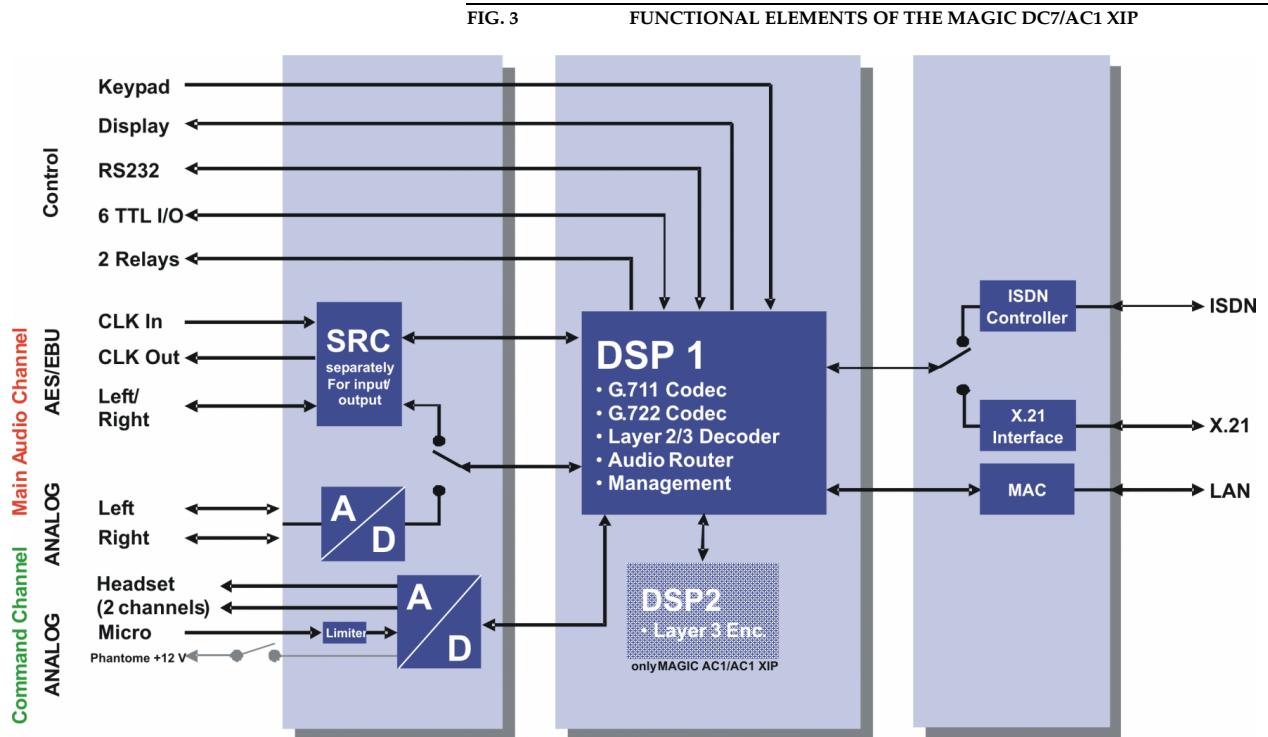 FIG. 3 FUNCTIONAL ELEMENTS OF THE MAGIC DC7/AC1 XIP
Control
Keypad
Display
RS232
6 TTL I/O
2 Relays
Main Audio Channel
AES/EBU
CLK In
CLK Out
Left/
Right
ANALOG
Left
Right
Command Channel
ANALOG
Headset
(2 channels)
Micro
Phantome +12 V
SRC
separately
For input/
output
A
D
A
D
Limiter
DSP 1
• G.711 Codec
• G.722 Codec
• Layer 2/3 Decoder
• Audio Router
• Management
DSP2
• Layer 3 Enc.
only MAGIC AC1/AC1 XIP
ISDN
Controller
X.21
Interface
MAC
ISDN
X.21
LAN